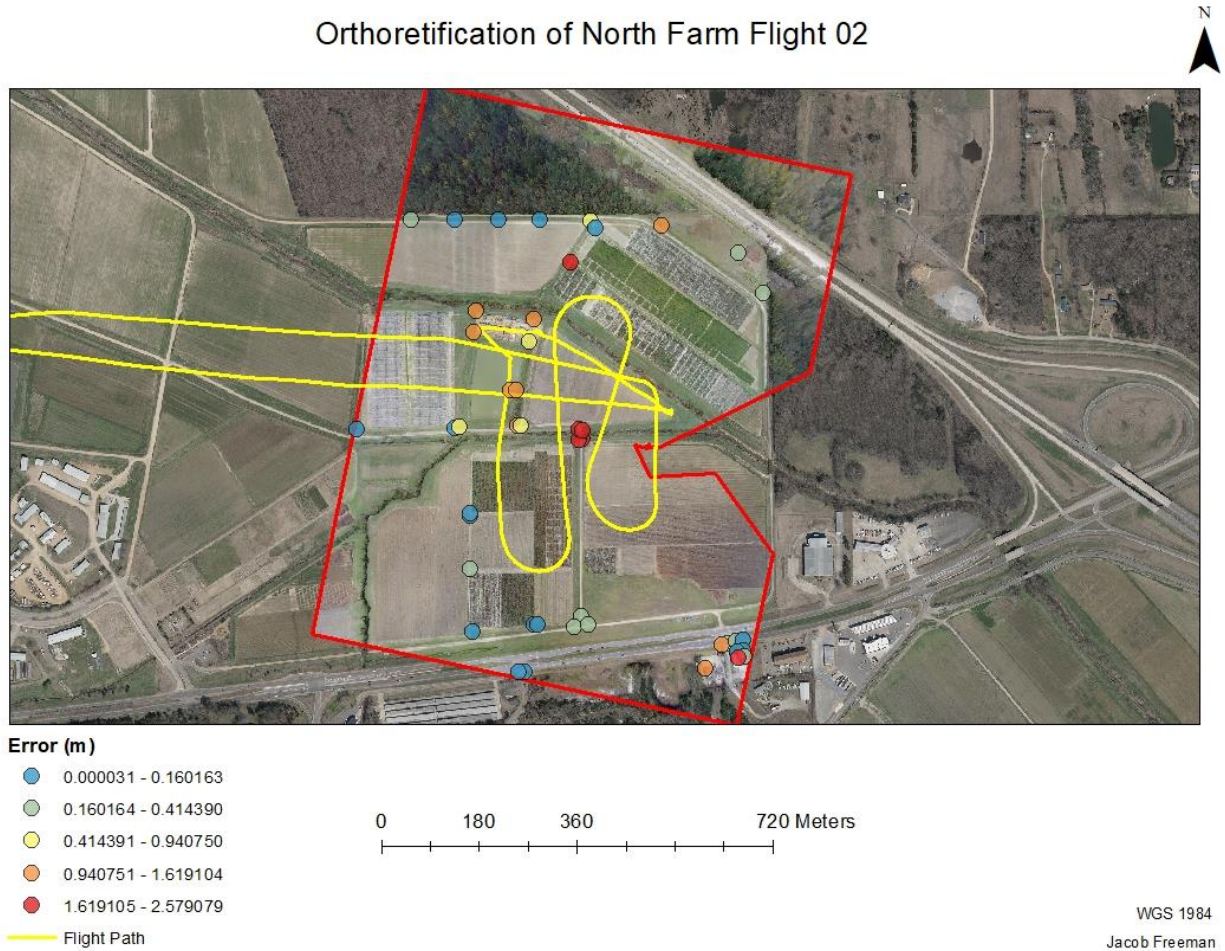 Orthoretification of North Farm Flight 02
N
Error (m)
0.000031 - 0.160163
0.160164 - 0.414390
0.414391 - 0.940750
0.940751 - 1.619104
1.619105 - 2.579079
Flight Path
0 180 360 720 Meters
WGS 1984
Jacob Freeman